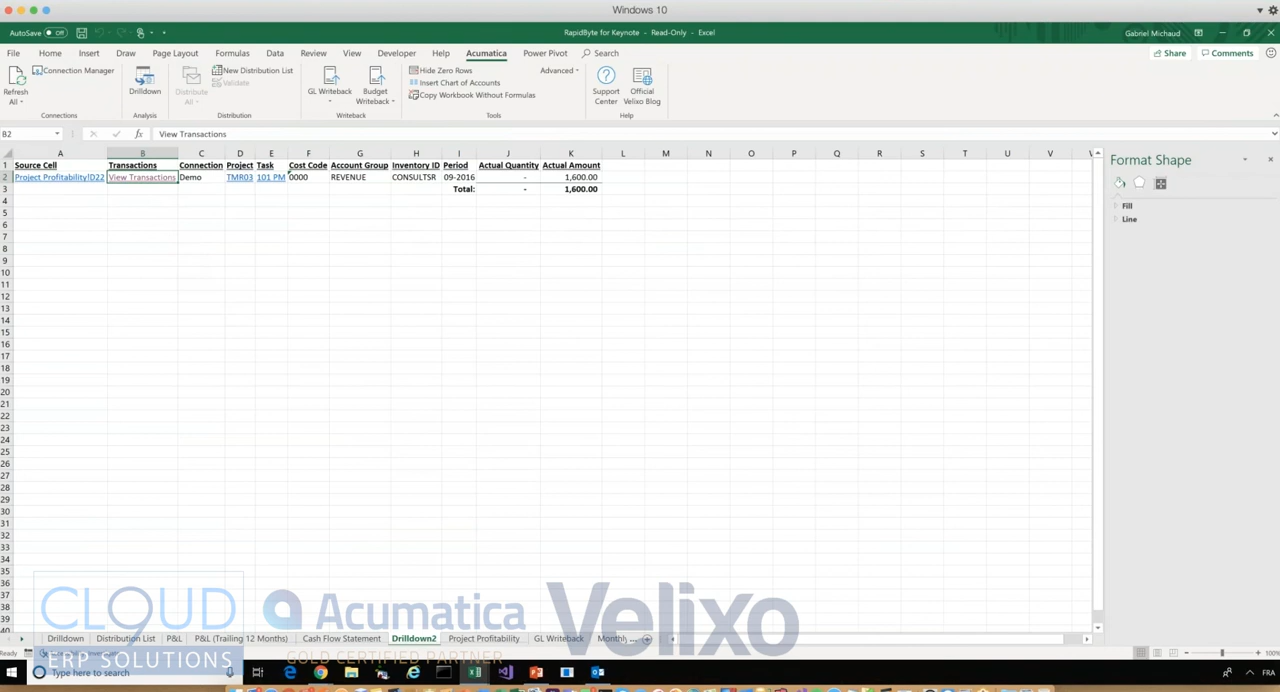 Windows 10
AutoSave Off
RapidByte for Keynote - Read-Only - Excel
Gabriel Michaud
File Home Insert Draw Page Layout Formulas Data Review View Developer Help Acumatica Power Pivot Search
Share Comments
Refresh All
Connection Manager
Connections
Drilldown
Analysis
Distribute All
New Distribution List
Validate
Distribution
GL Writeback
Budget Writeback
Writeback
Hide Zero Rows
Insert Chart of Accounts
Copy Workbook Without Formulas
Advanced
Tools
Support Center
Official Velixo Blog
Help
B2
fx
View Transactions
A B C D E F G H I J K L M N O P Q R S T U V
1 Source Cell Transactions Connection Project Task Cost Code Account Group Inventory ID Period Actual Quantity Actual Amount
2 Project Profitability!D22 View Transactions Demo TMR03 101 PM 0000 REVENUE CONSULTSR 09-2016 - 1,600.00
3 Total: - 1,600.00
4
5
6
7
8
9
10
11
12
13
14
15
16
17
18
19
20
21
22
23
24
25
26
27
28
29
30
31
32
33
34
35
36
37
38
39
40
Format Shape
Fill
Line
CLOUD 9
ERP SOLUTIONS
Acumatica
GOLD CERTIFIED PARTNER
Velixo
Drilldown Distribution List P&L P&L (Trailing 12 Months) Cash Flow Statement Drilldown2 Project Profitability GL Writeback Monthly ...
Ready
100%
Type here to search
FRA